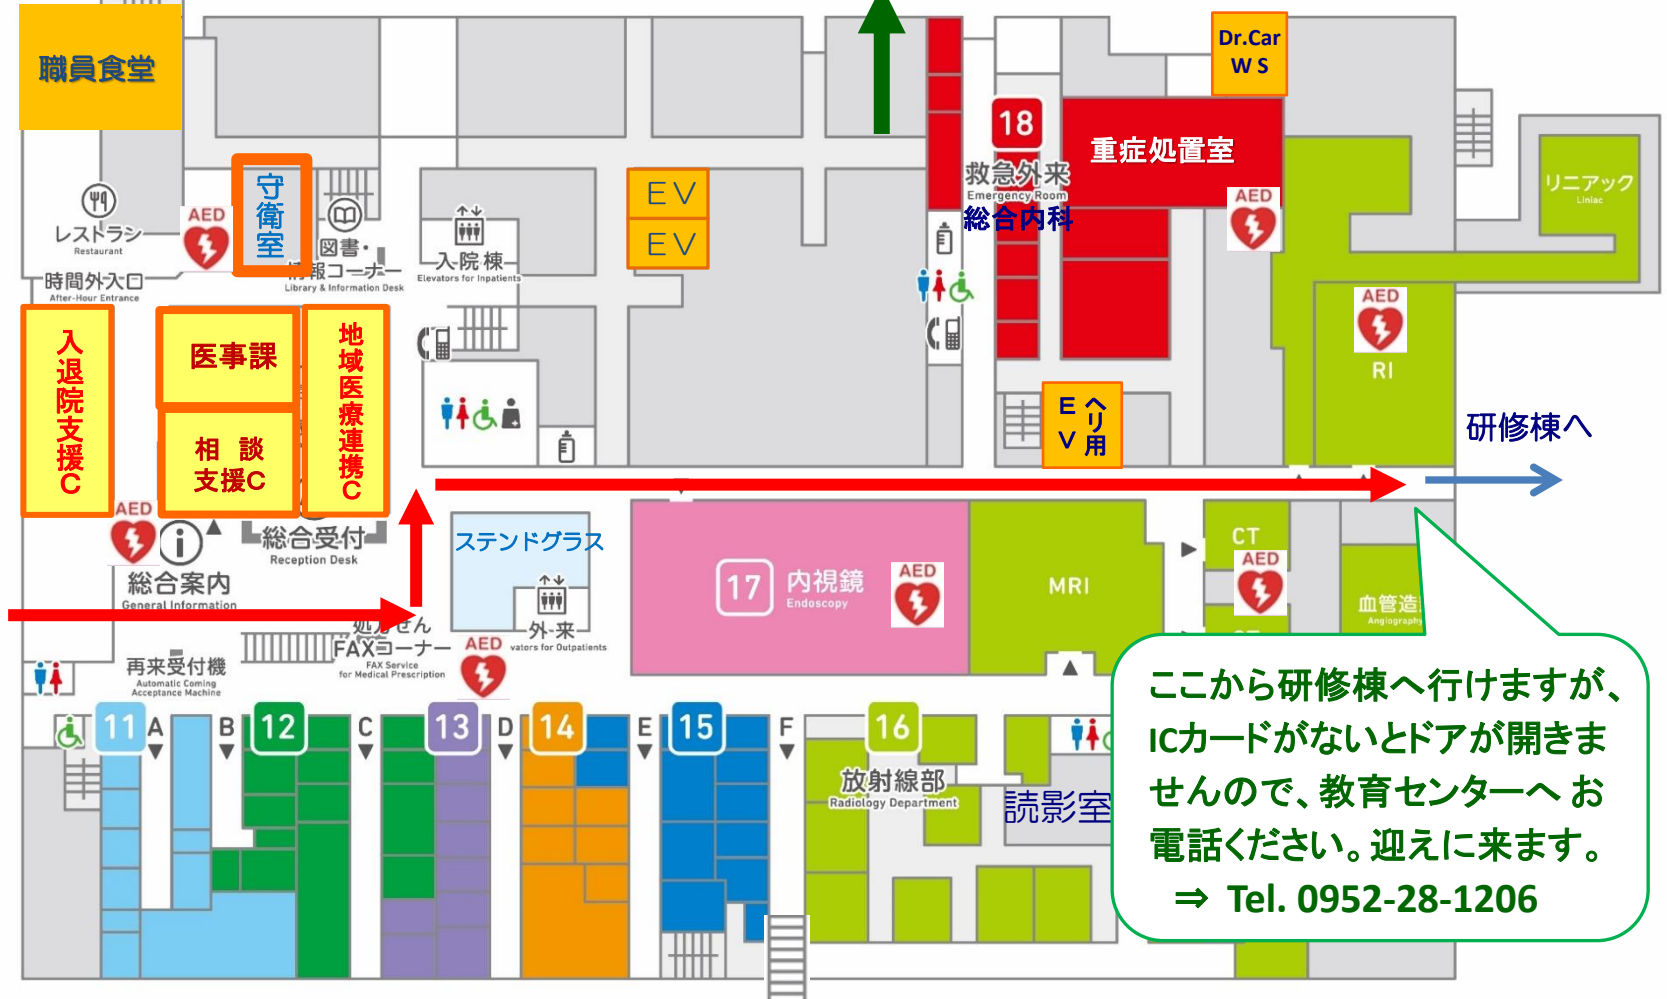 職員食堂
Dr.Car
W S
18
救急外来
Emergency Room
総合内科
重症処置室
AED
リニアック
Liniac
レストラン
Restaurant
AED
守衛室
図書・
情報コーナー
Library & Information Desk
入院棟
Elevators for Inpatients
EV
EV
時間外入口
After-Hour Entrance
AED
RI
入退院支援C
医事課
相 談
支援C
地域医療連携C
EV
ヘリ用
研修棟へ
AED
総合案内
General Information
総合受付
Reception Desk
ステンドグラス
17
内視鏡
Endoscopy
AED
MRI
CT
AED
CT
血管造
Angiography
外来
vators for Outpatients
処方せん
FAXコーナー
FAX Service
for Medical Prescription
AED
再来受付機
Automatic Coming
Acceptance Machine
11
A
B
12
C
13
D
14
E
15
F
16
放射線部
Radiology Department
読影室
ここから研修棟へ行けますが、
ICカードがないとドアが開きま
せんので、教育センターへ お
電話ください。迎えに来ます。
⇒ Tel. 0952-28-1206